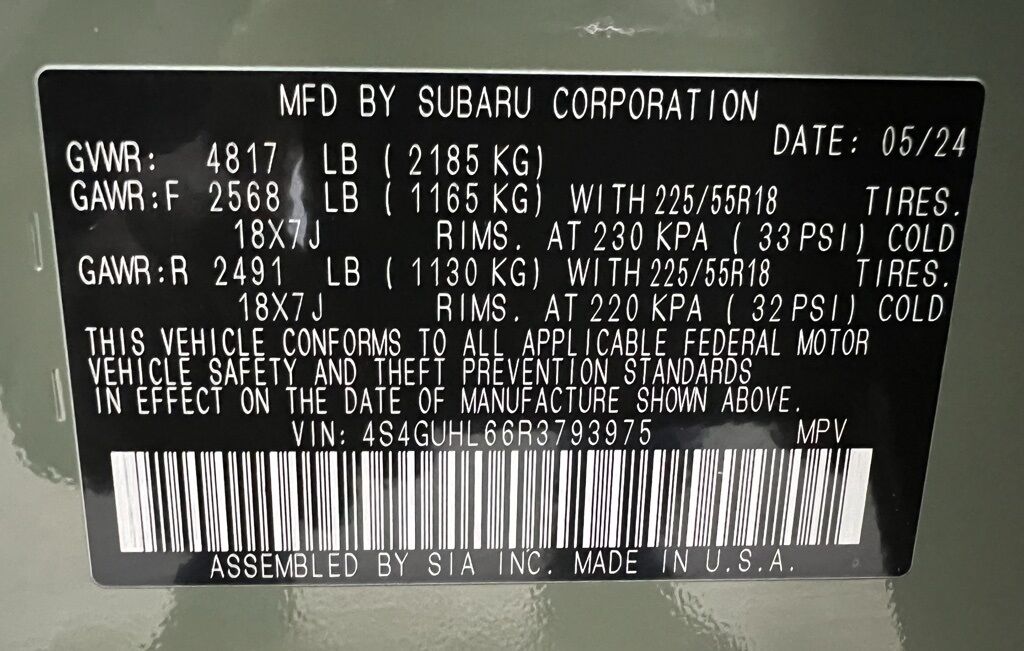 MFD BY SUBARU CORPORATION
DATE: 05/24
GVWR: 4817 LB ( 2185 KG)
GAWR:F 2568 LB ( 1165 KG) WITH 225/55R18 TIRES.
18X7J RIMS. AT 230 KPA ( 33 PSI) COLD
GAWR:R 2491 LB ( 1130 KG) WITH 225/55R18 TIRES.
18X7J RIMS. AT 220 KPA ( 32 PSI) COLD
THIS VEHICLE CONFORMS TO ALL APPLICABLE FEDERAL MOTOR
VEHICLE SAFETY AND THEFT PREVENTION STANDARDS
IN EFFECT ON THE DATE OF MANUFACTURE SHOWN ABOVE.
VIN: 4S4GUHL66R3793975 MPV
ASSEMBLED BY SIA INC. MADE IN U.S.A.